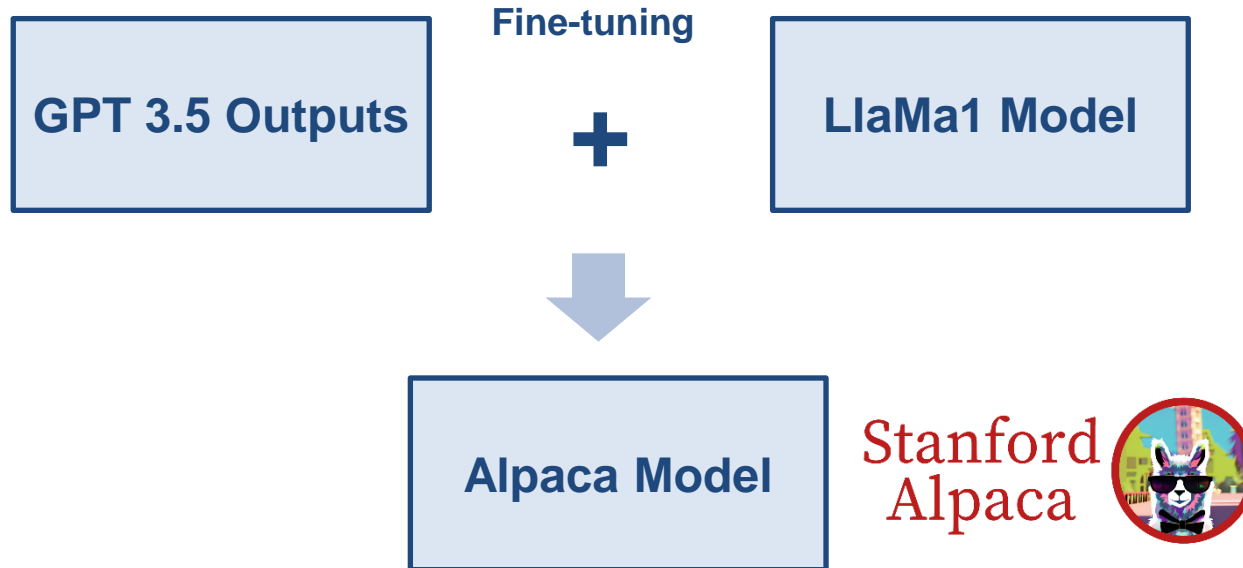 Fine-tuning
GPT 3.5 Outputs
+
LlaMa1 Model
Alpaca Model
Stanford
Alpaca